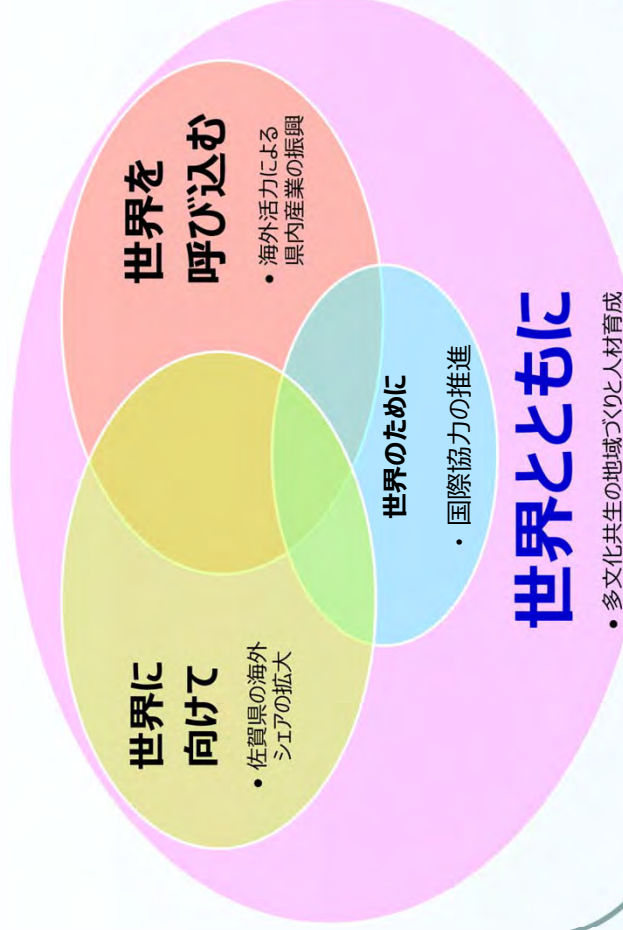 世界に
向けて
• 佐賀県の海外
シェアの拡大
世界を
呼び込む
• 海外活力による
県内産業の振興
世界のために
• 国際協力の推進
世界とともに
• 多文化共生の地域づくりと人材育成